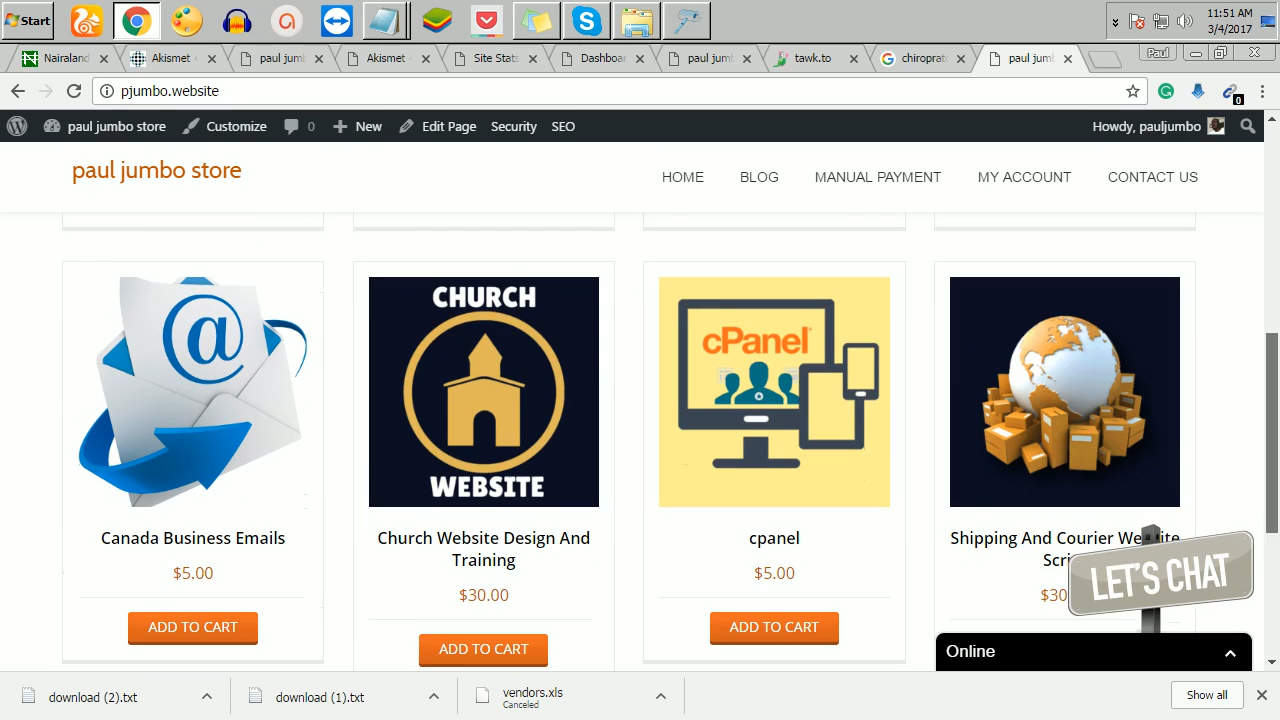 Start
11:51 AM
3/4/2017
Nairaland
Akismet
paul jumb
Akismet
Site Stats
Dashboar
paul jum
tawk.to
chiroprat
paul jum
Paul
pjumbo.website
0
paul jumbo store
Customize
0
New
Edit Page
Security
SEO
Howdy, pauljumbo
paul jumbo store
HOME
BLOG
MANUAL PAYMENT
MY ACCOUNT
CONTACT US
@
CHURCH
WEBSITE
cPanel
Canada Business Emails
$5.00
ADD TO CART
Church Website Design And
Training
$30.00
ADD TO CART
cpanel
$5.00
ADD TO CART
Shipping And Courier Website
Scri
$30
LET'S CHAT
Online
download (2).txt
download (1).txt
vendors.xls
Canceled
Show all